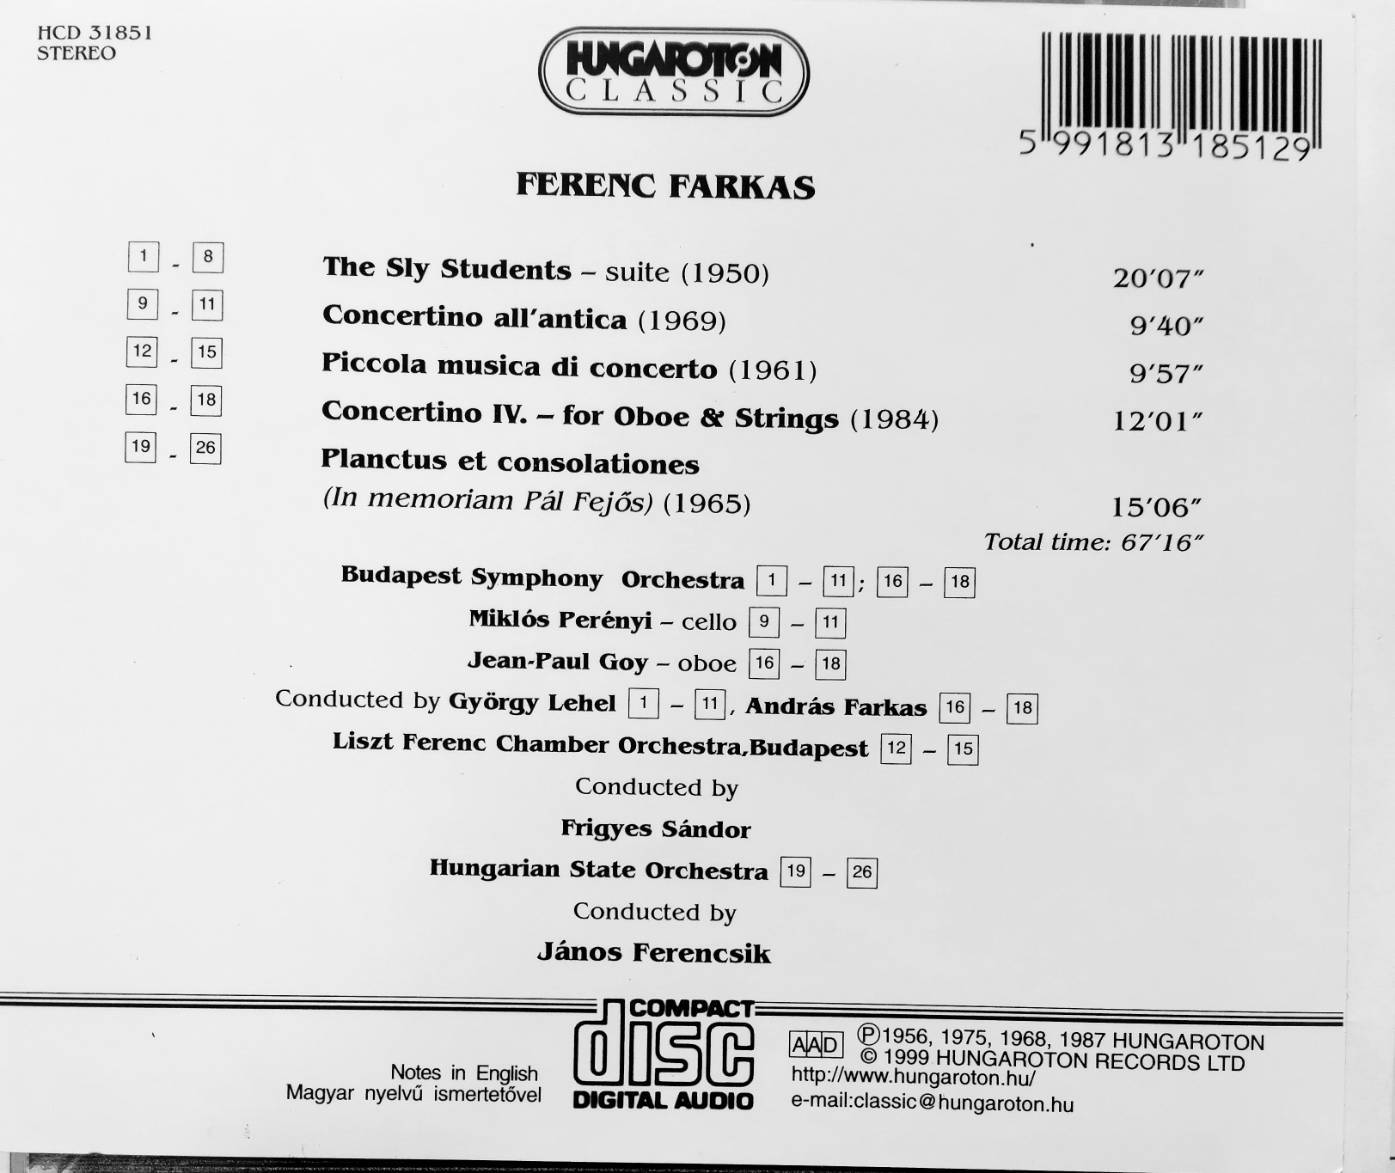 HCD 31851
STEREO
HUNGAROTON
CLASSIC
5 991813 185129
FERENC FARKAS
1 - 8 The Sly Students – suite (1950) 20′07″
9 - 11 Concertino all'antica (1969) 9′40″
12 - 15 Piccola musica di concerto (1961) 9′57″
16 - 18 Concertino IV. – for Oboe & Strings (1984) 12′01″
19 - 26 Planctus et consolationes
(In memoriam Pál Fejős) (1965) 15′06″
Total time: 67′16″
Budapest Symphony Orchestra 1 – 11; 16 – 18
Miklós Perényi – cello 9 – 11
Jean-Paul Goy – oboe 16 – 18
Conducted by György Lehel 1 – 11, András Farkas 16 – 18
Liszt Ferenc Chamber Orchestra,Budapest 12 – 15
Conducted by
Frigyes Sándor
Hungarian State Orchestra 19 – 26
Conducted by
János Ferencsik
Notes in English
Magyar nyelvű ismertetővel
COMPACT
disc
DIGITAL AUDIO
AAD ℗1956, 1975, 1968, 1987 HUNGAROTON
© 1999 HUNGAROTON RECORDS LTD
http://www.hungaroton.hu/
e-mail:classic@hungaroton.hu